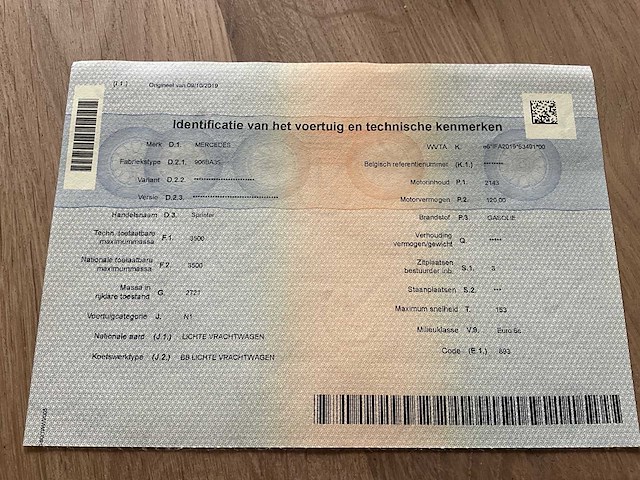 (1 1) Origineel van 09/10/2019
Identificatie van het voertuig en technische kenmerken
Merk D.1. MERCEDES
Fabriekstype D.2.1. 906BA35
Variant D.2.2. **********************
Versie D.2.3. ******************************
Handelsnaam D.3. Sprinter
Techn. toelaatbare
maximummassa F.1. 3500
Nationale toelaatbare
maximummassa F.2. 3500
Massa in
rijklare toestand G. 2721
Voertuigcategorie J. N1
Nationale aard (J.1.) LICHTE VRACHTWAGEN
Koetswerktype (J.2.) BB LICHTE VRACHTWAGEN
WVTA K.
Belgisch referentienummer (K.1.) *******
Motorinhoud P.1. 2143
Motorvermogen P.2. 120.00
Brandstof P.3. GASOLIE
Verhouding
vermogen/gewicht Q. *****
Zitplaatsen
bestuurder inb. S.1. 3
Staanplaatsen S.2. ***
Maximum snelheid T. 153
Milieuklasse V.9. Euro 6c
Code (E.1.) 893